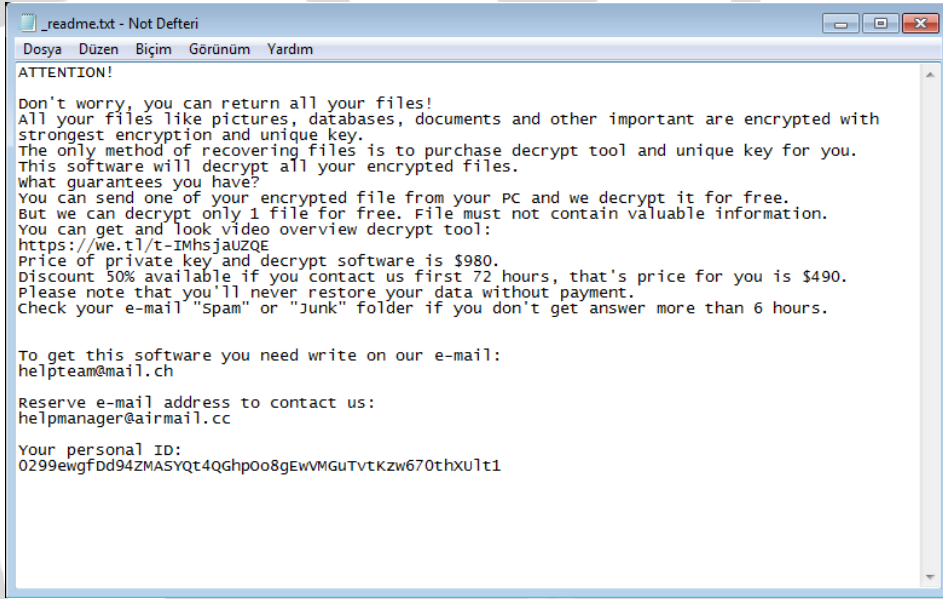 _readme.txt - Not Defteri
Dosya Düzen Biçim Görünüm Yardım
ATTENTION!
Don't worry, you can return all your files!
All your files like pictures, databases, documents and other important are encrypted with
strongest encryption and unique key.
The only method of recovering files is to purchase decrypt tool and unique key for you.
This software will decrypt all your encrypted files.
What guarantees you have?
You can send one of your encrypted file from your PC and we decrypt it for free.
But we can decrypt only 1 file for free. File must not contain valuable information.
You can get and look video overview decrypt tool:
https://we.tl/t-IMhsjaUZQE
Price of private key and decrypt software is $980.
Discount 50% available if you contact us first 72 hours, that's price for you is $490.
Please note that you'll never restore your data without payment.
Check your e-mail "Spam" or "Junk" folder if you don't get answer more than 6 hours.
To get this software you need write on our e-mail:
helpteam@mail.ch
Reserve e-mail address to contact us:
helpmanager@airmail.cc
Your personal ID:
0299ewgfDd94ZMASYQt4QGhpOo8gEwVMGuTvtKzw670thXUlt1